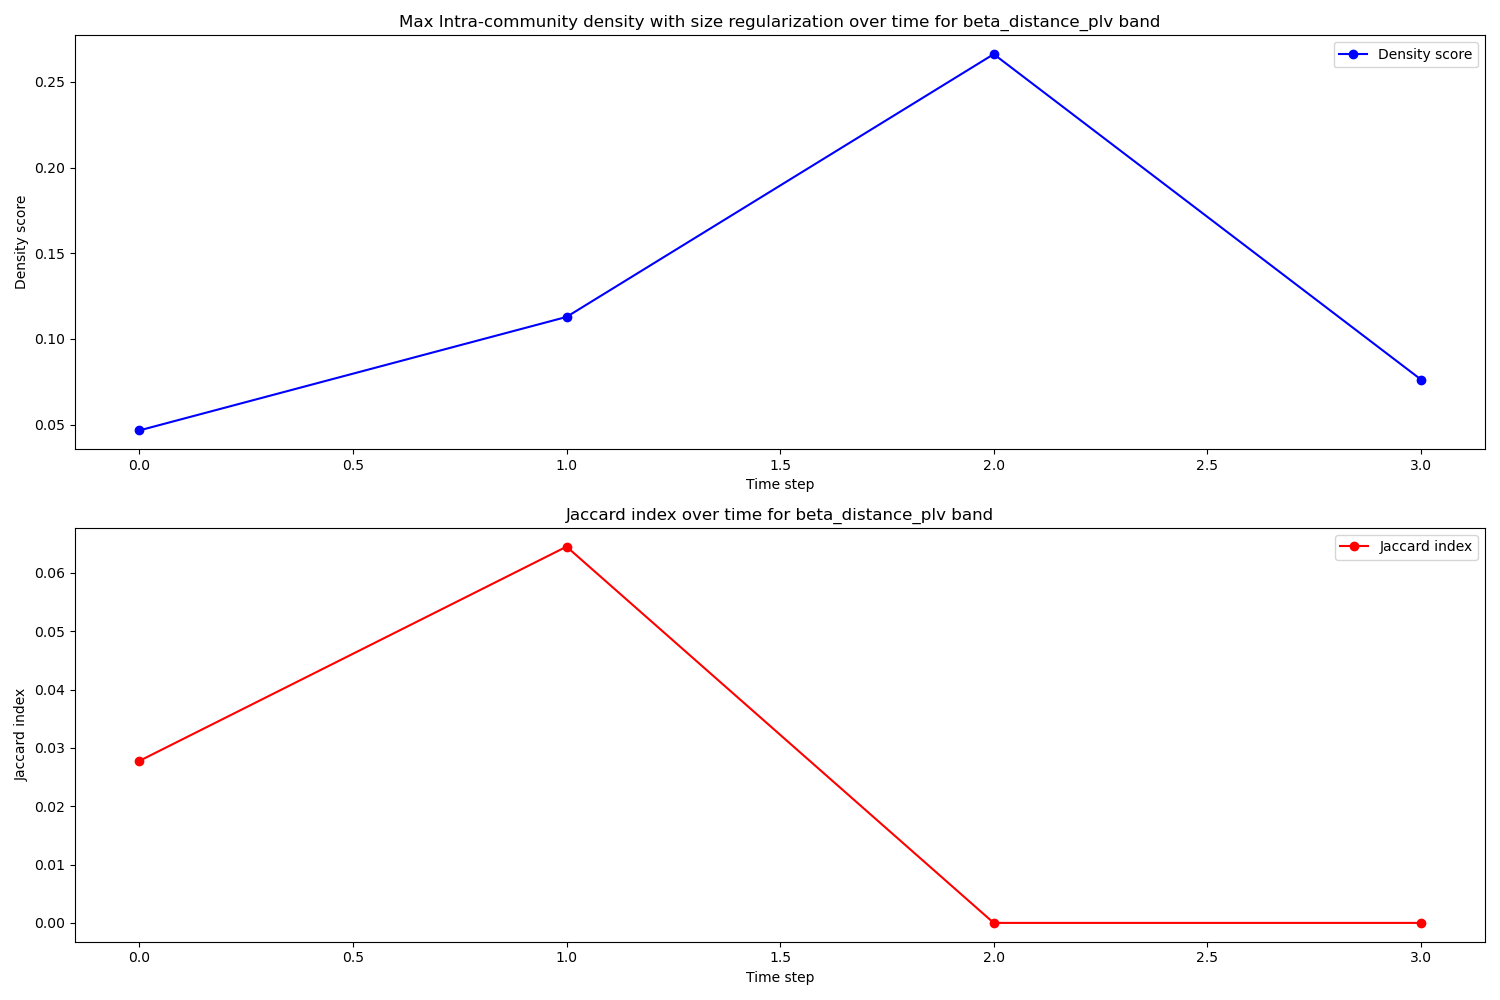 Max Intra-community density with size regularization over time for beta_distance_plv band
Density score
0.25
0.20
0.15
0.10
0.05
Density score
0.0 0.5 1.0 1.5 2.0 2.5 3.0
Time step
Jaccard index over time for beta_distance_plv band
Jaccard index
0.06
0.05
0.04
0.03
0.02
0.01
0.00
Jaccard index
0.0 0.5 1.0 1.5 2.0 2.5 3.0
Time step